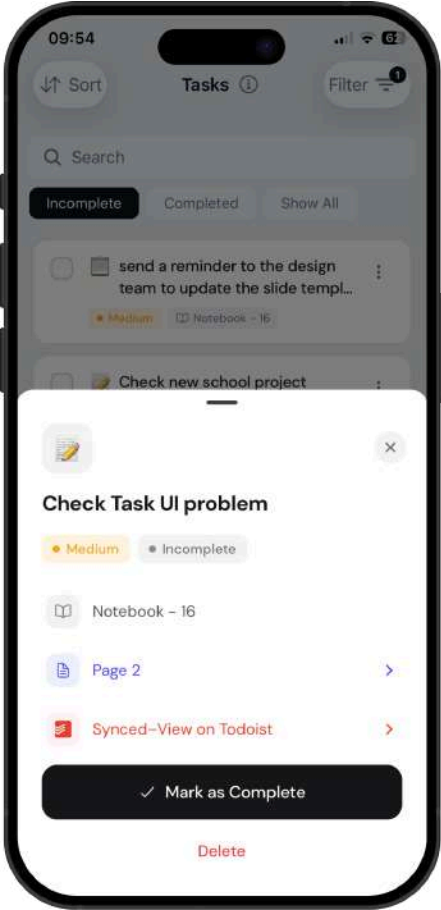 09:54
62
Sort
Tasks
Filter
1
Search
Incomplete
Completed
Show All
send a reminder to the design
team to update the slide templ...
Medium
Notebook - 16
Check new school project
Check Task UI problem
Medium
Incomplete
Notebook - 16
Page 2
Synced-View on Todoist
Mark as Complete
Delete